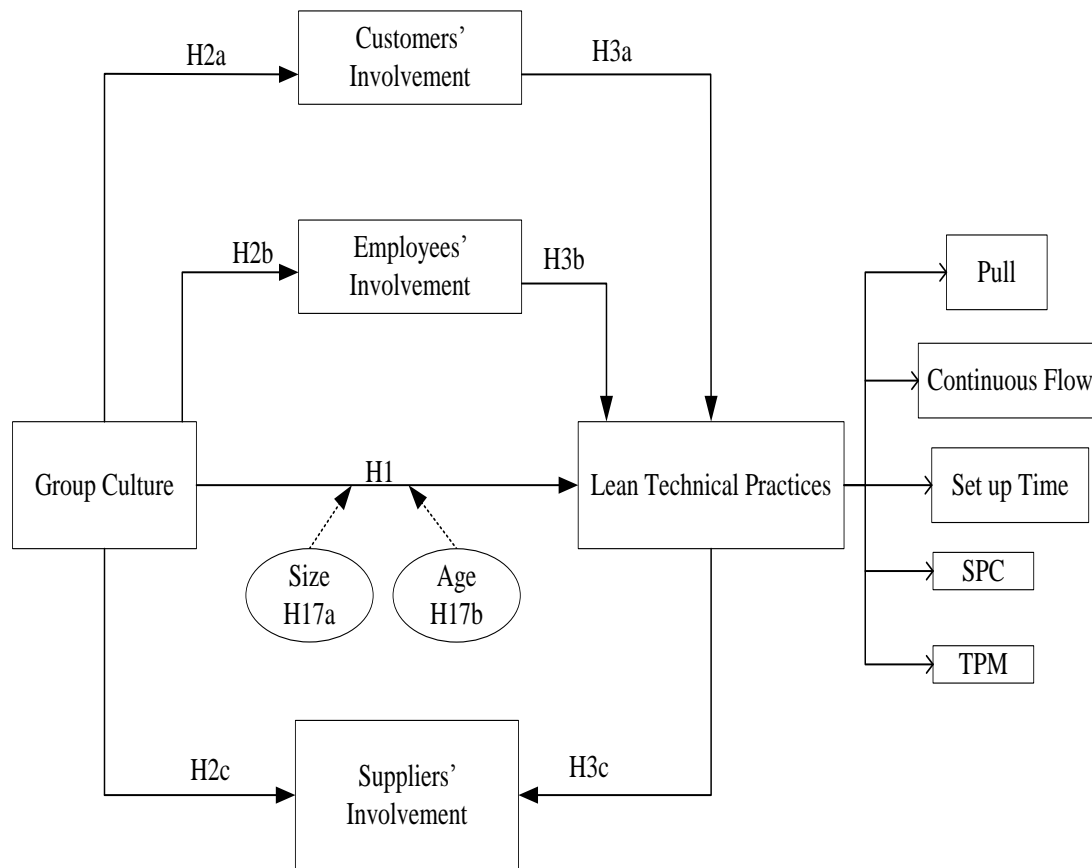 Customers’
Involvement
H2a
H3a
Employees’
Involvement
H2b
H3b
Pull
Continuous Flow
Group Culture
H1
Lean Technical Practices
Set up Time
Size
H17a
Age
H17b
SPC
TPM
Suppliers’
Involvement
H2c
H3c